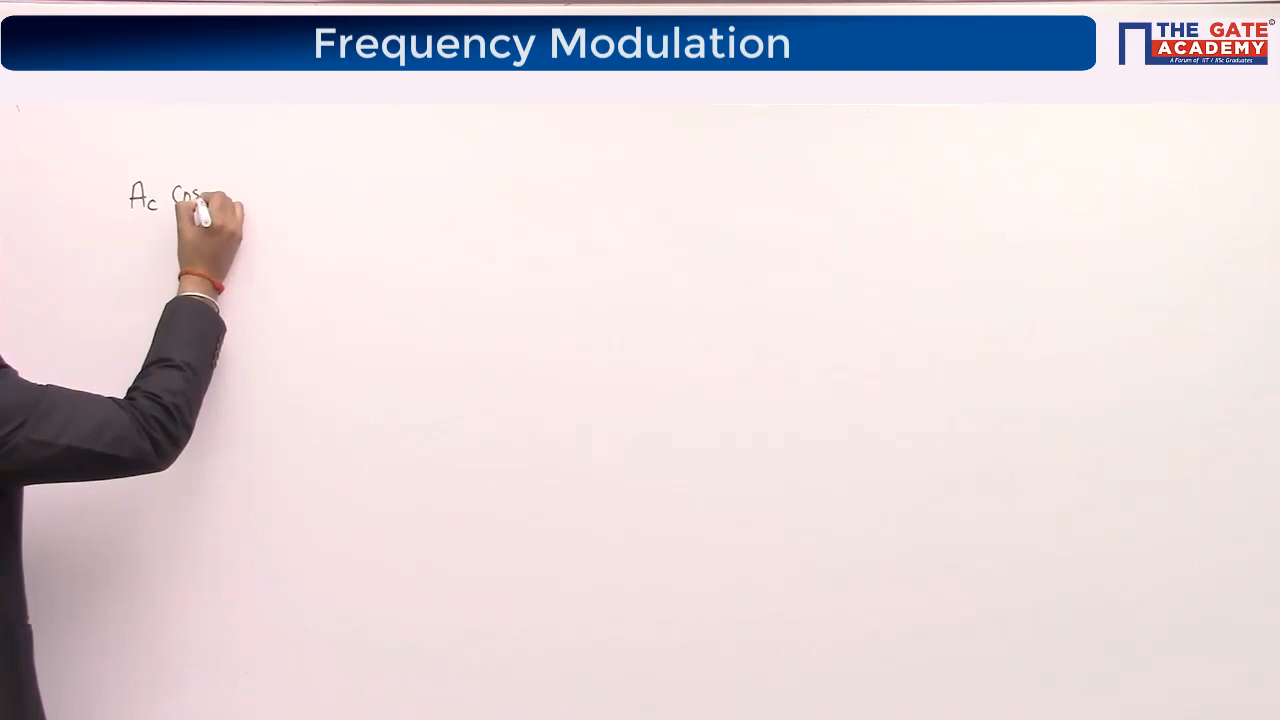 Frequency Modulation
THE GATE
ACADEMY
A Forum of IIT / IISc Graduates
©
Ac Cos